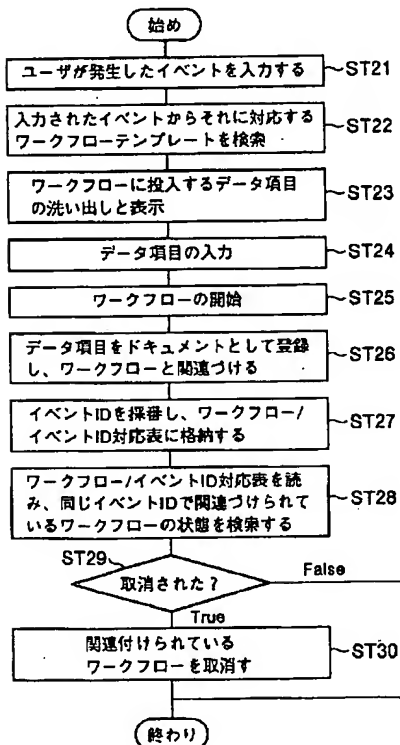 始め
ユーザが発生したイベントを入力する
ST21
入力されたイベントからそれに対応する
ワークフローテンプレートを検索
ST22
ワークフローに投入するデータ項目
の洗い出しと表示
ST23
データ項目の入力
ST24
ワークフローの開始
ST25
データ項目をドキュメントとして登録
し、ワークフローと関連づける
ST26
イベントIDを採番し、ワークフロー/
イベントID対応表に格納する
ST27
ワークフロー/イベントID対応表を読
み、同じイベントIDで関連づけられて
いるワークフローの状態を検索する
ST28
ST29
取消された?
False
True
関連付けられている
ワークフローを取消す
ST30
終わり